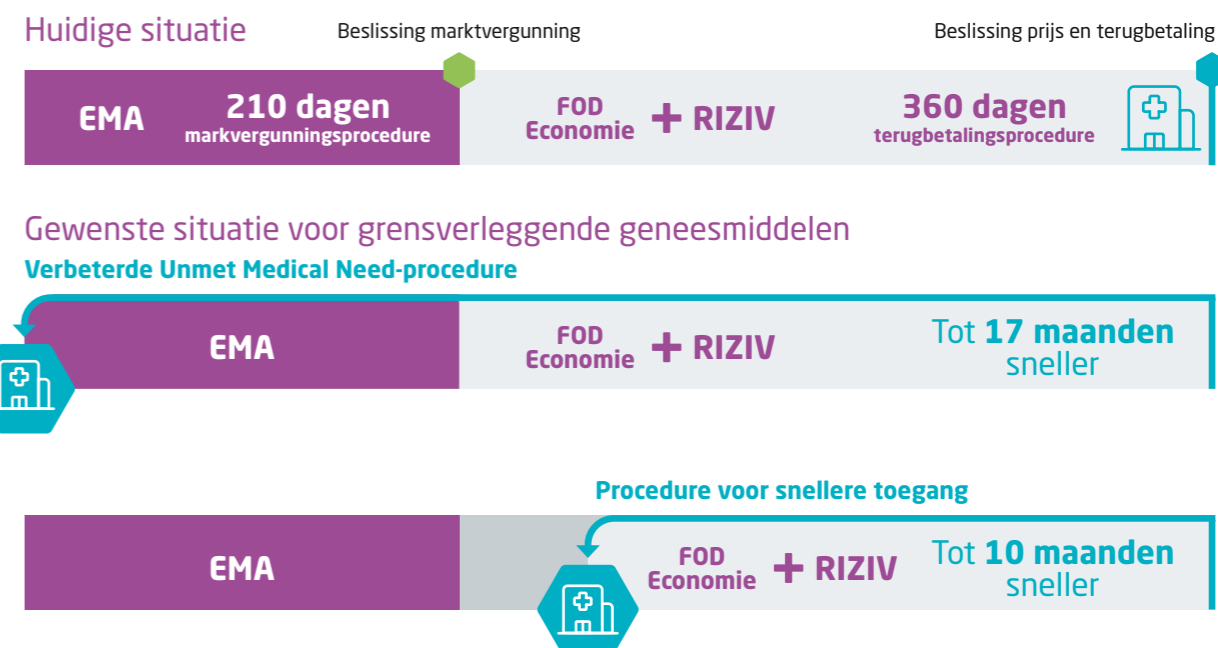 Huidige situatie
Beslissing marktvergunning
Beslissing prijs en terugbetaling
EMA
210 dagen
markvergunningsprocedure
FOD
Economie
+ RIZIV
360 dagen
terugbetalingsprocedure
Gewenste situatie voor grensverleggende geneesmiddelen
Verbeterde Unmet Medical Need-procedure
EMA
FOD
Economie
+ RIZIV
Tot 17 maanden
sneller
Procedure voor snellere toegang
EMA
FOD
Economie
+ RIZIV
Tot 10 maanden
sneller